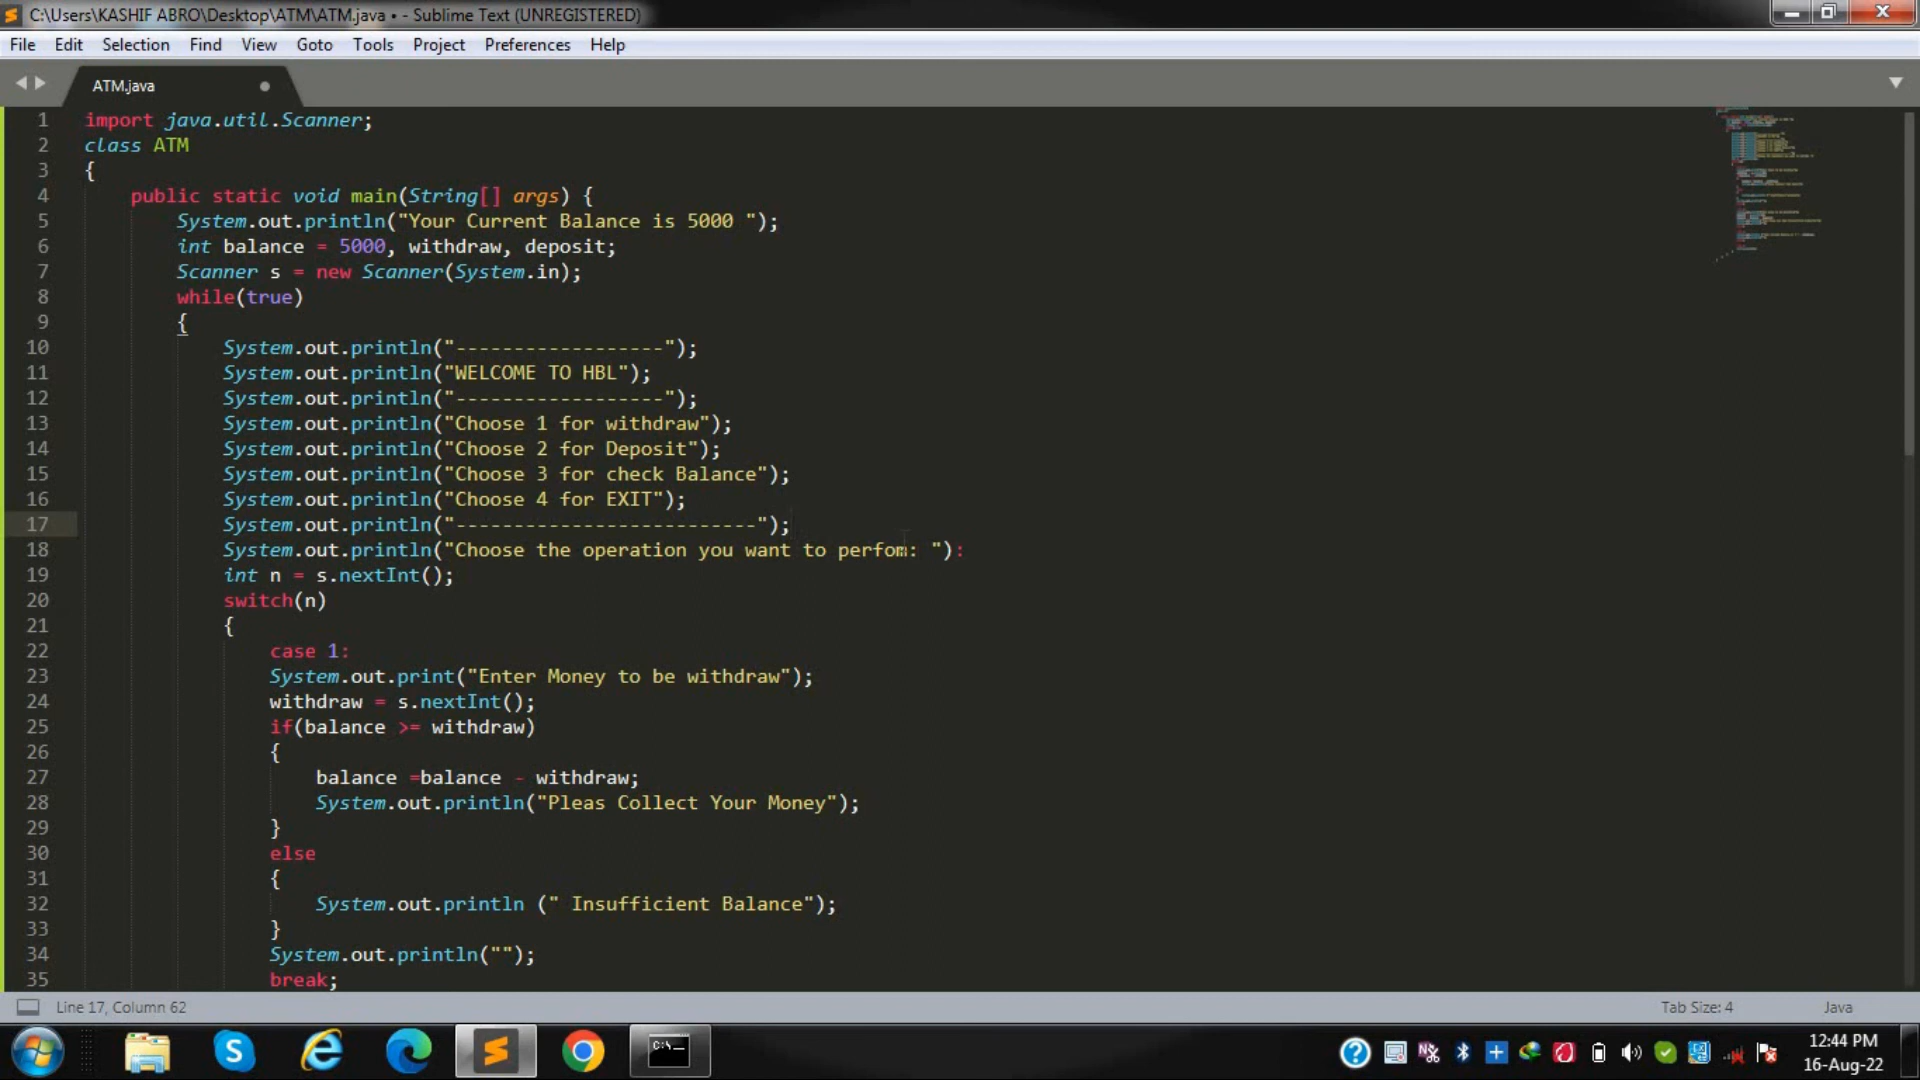 C:\Users\KASHIF ABRO\Desktop\ATM\ATM.java • - Sublime Text (UNREGISTERED)
File Edit Selection Find View Goto Tools Project Preferences Help
ATM.java
1 import java.util.Scanner;
2 class ATM
3 {
4 public static void main(String[] args) {
5 System.out.println("Your Current Balance is 5000 ");
6 int balance = 5000, withdraw, deposit;
7 Scanner s = new Scanner(System.in);
8 while(true)
9 {
10 System.out.println("------------------");
11 System.out.println("WELCOME TO HBL");
12 System.out.println("------------------");
13 System.out.println("Choose 1 for withdraw");
14 System.out.println("Choose 2 for Deposit");
15 System.out.println("Choose 3 for check Balance");
16 System.out.println("Choose 4 for EXIT");
17 System.out.println("--------------------------");
18 System.out.println("Choose the operation you want to perfom: "):
19 int n = s.nextInt();
20 switch(n)
21 {
22 case 1:
23 System.out.print("Enter Money to be withdraw");
24 withdraw = s.nextInt();
25 if(balance >= withdraw)
26 {
27 balance =balance - withdraw;
28 System.out.println("Pleas Collect Your Money");
29 }
30 else
31 {
32 System.out.println (" Insufficient Balance");
33 }
34 System.out.println("");
35 break;
Line 17, Column 62
Tab Size: 4
Java
12:44 PM
16-Aug-22